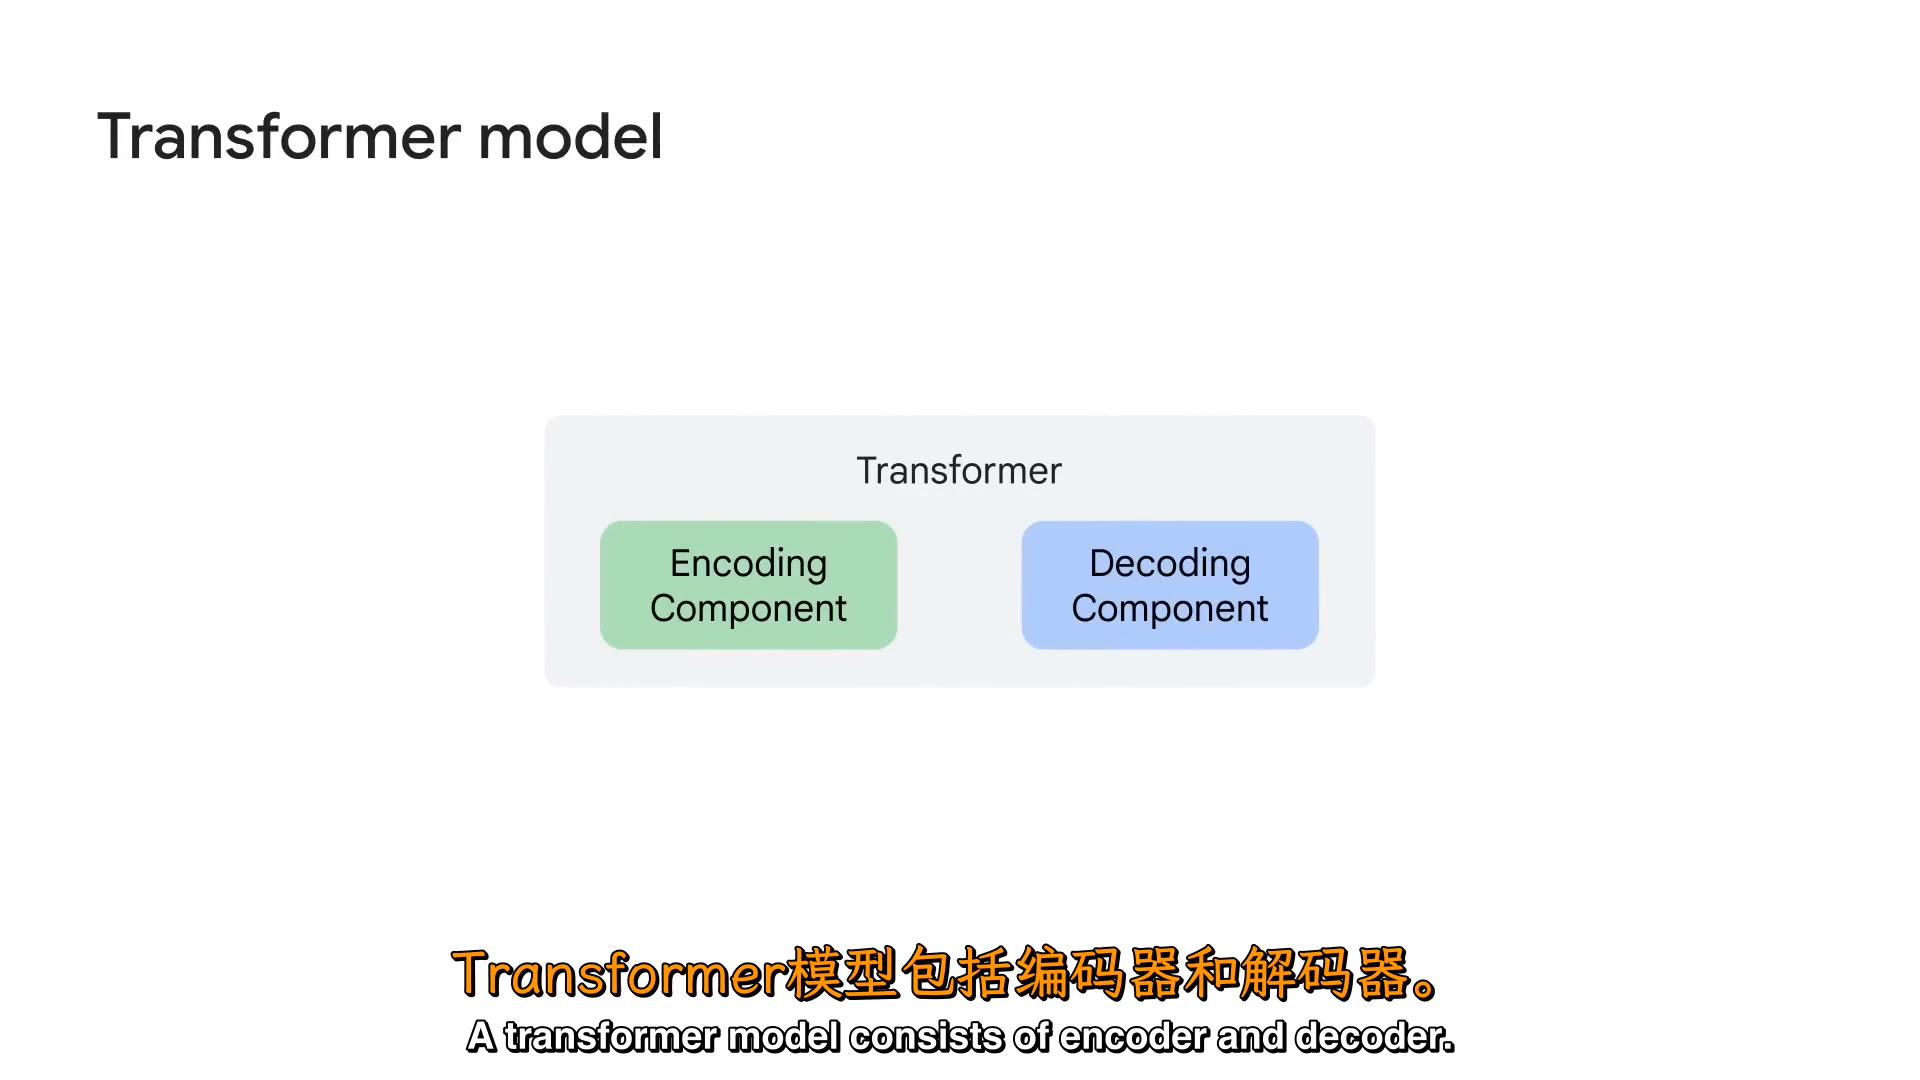 Transformer model
Transformer
Encoding
Component
Decoding
Component
Transformer模型包括编码器和解码器。
A transformer model consists of encoder and decoder.